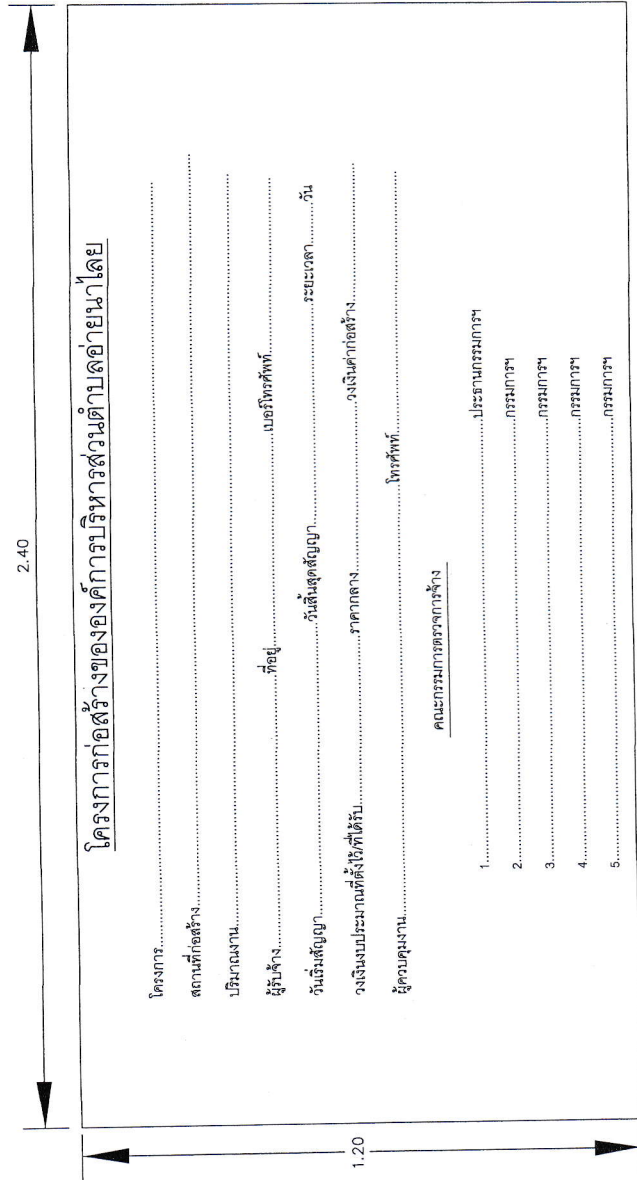 2.40
1.20
โครงการก่อสร้างขององค์การบริหารส่วนตำบลอ่ายนาไลย
โครงการ....................
สถานที่ก่อสร้าง....................
ปริมาณงาน....................
ผู้รับจ้าง....................ที่อยู่....................เบอร์โทรศัพท์....................
วันเริ่มสัญญา....................วันสิ้นสุดสัญญา....................ระยะเวลา..........วัน
วงเงินงบประมาณที่ตั้งไว้/ที่ได้รับ....................ราคากลาง....................วงเงินค่าก่อสร้าง....................
ผู้ควบคุมงาน....................โทรศัพท์....................
คณะกรรมการตรวจการจ้าง
1....................ประธานกรรมการฯ
2....................กรรมการฯ
3....................กรรมการฯ
4....................กรรมการฯ
5....................กรรมการฯ